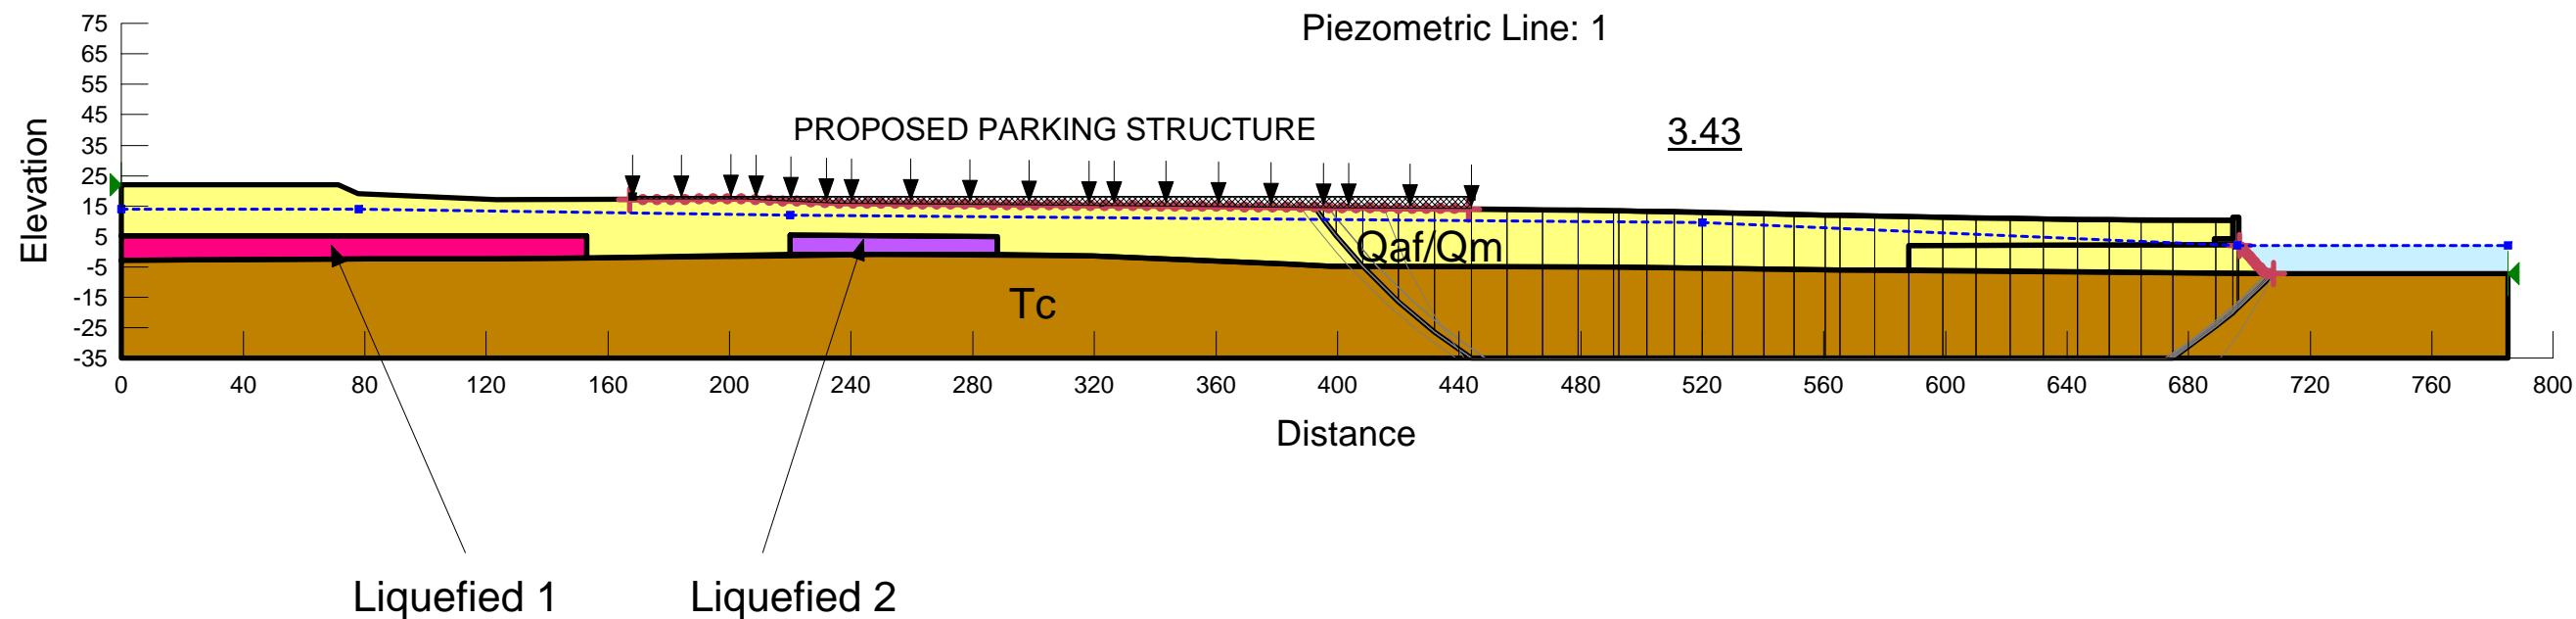 Piezometric Line: 1
75
65
55
45
35
25
15
5
-5
-15
-25
-35
Elevation
PROPOSED PARKING STRUCTURE
3.43
Qaf/Qm
Tc
0 40 80 120 160 200 240 280 320 360 400 440 480 520 560 600 640 680 720 760 800
Distance
Liquefied 1 Liquefied 2